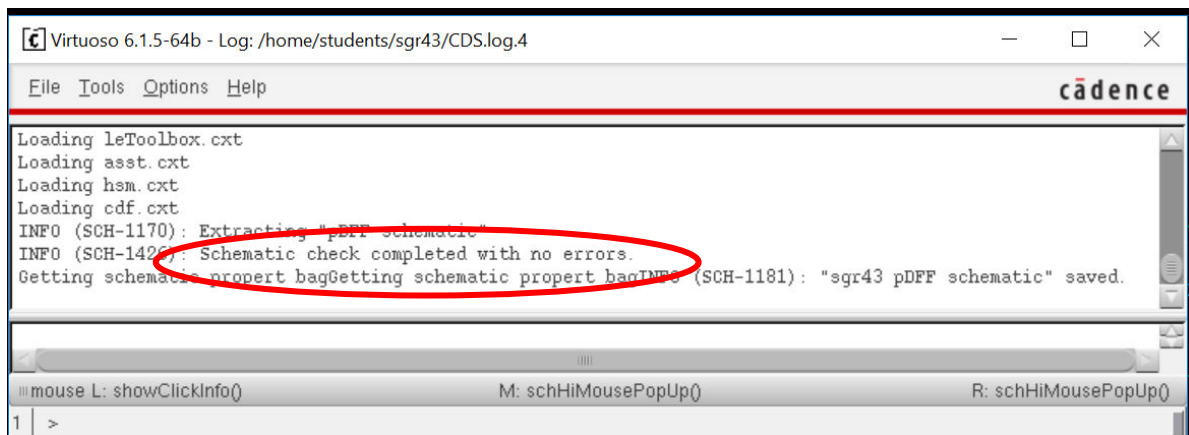 Virtuoso 6.1.5-64b - Log: /home/students/sgr43/CDS.log.4
File Tools Options Help
cādence
Loading leToolbox.cxt
Loading asst.cxt
Loading hsm.cxt
Loading cdf.cxt
INFO (SCH-1170): Extracting "pDFF schematic"
INFO (SCH-1426): Schematic check completed with no errors.
Getting schematic propert bagGetting schematic propert bagINFO (SCH-1181): "sgr43 pDFF schematic" saved.
mouse L: showClickInfo() M: schHiMousePopUp() R: schHiMousePopUp()
1 >